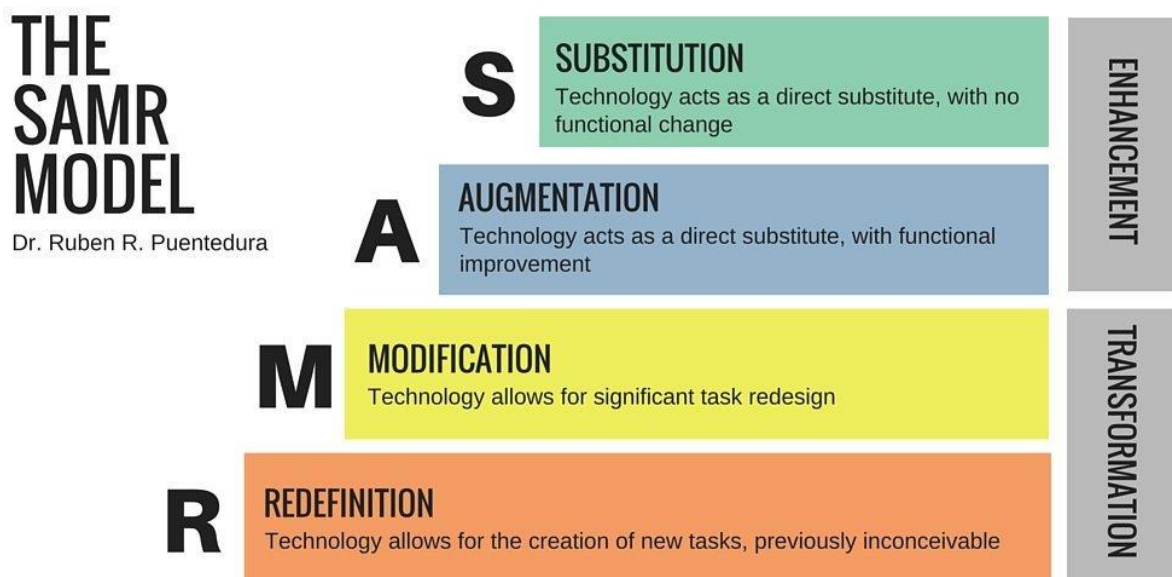 THE
SAMR
MODEL
Dr. Ruben R. Puentedura
S
SUBSTITUTION
Technology acts as a direct substitute, with no
functional change
A
AUGMENTATION
Technology acts as a direct substitute, with functional
improvement
ENHANCEMENT
M
MODIFICATION
Technology allows for significant task redesign
R
REDEFINITION
Technology allows for the creation of new tasks, previously inconceivable
TRANSFORMATION